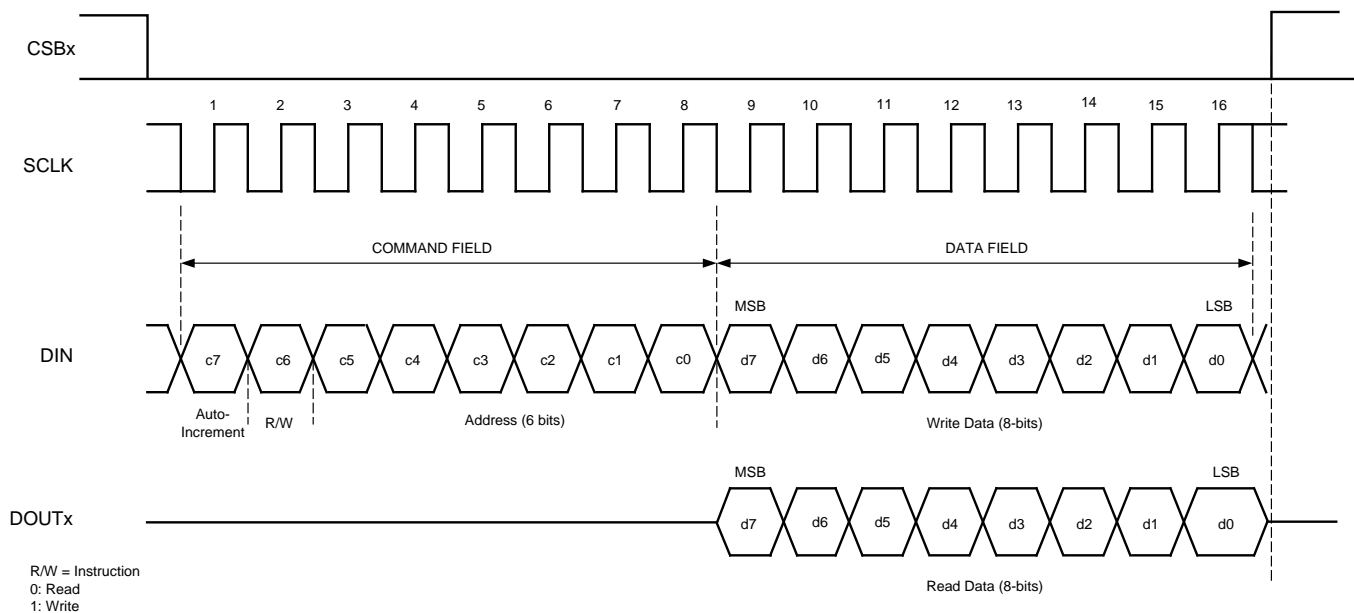 CSBx
1 2 3 4 5 6 7 8 9 10 11 12 13 14 15 16
SCLK
COMMAND FIELD DATA FIELD
MSB LSB
DIN c7 c6 c5 c4 c3 c2 c1 c0 d7 d6 d5 d4 d3 d2 d1 d0
Auto-
Increment R/W Address (6 bits) Write Data (8-bits)
MSB LSB
DOUTx d7 d6 d5 d4 d3 d2 d1 d0
R/W = Instruction
0: Read
1: Write
Read Data (8-bits)